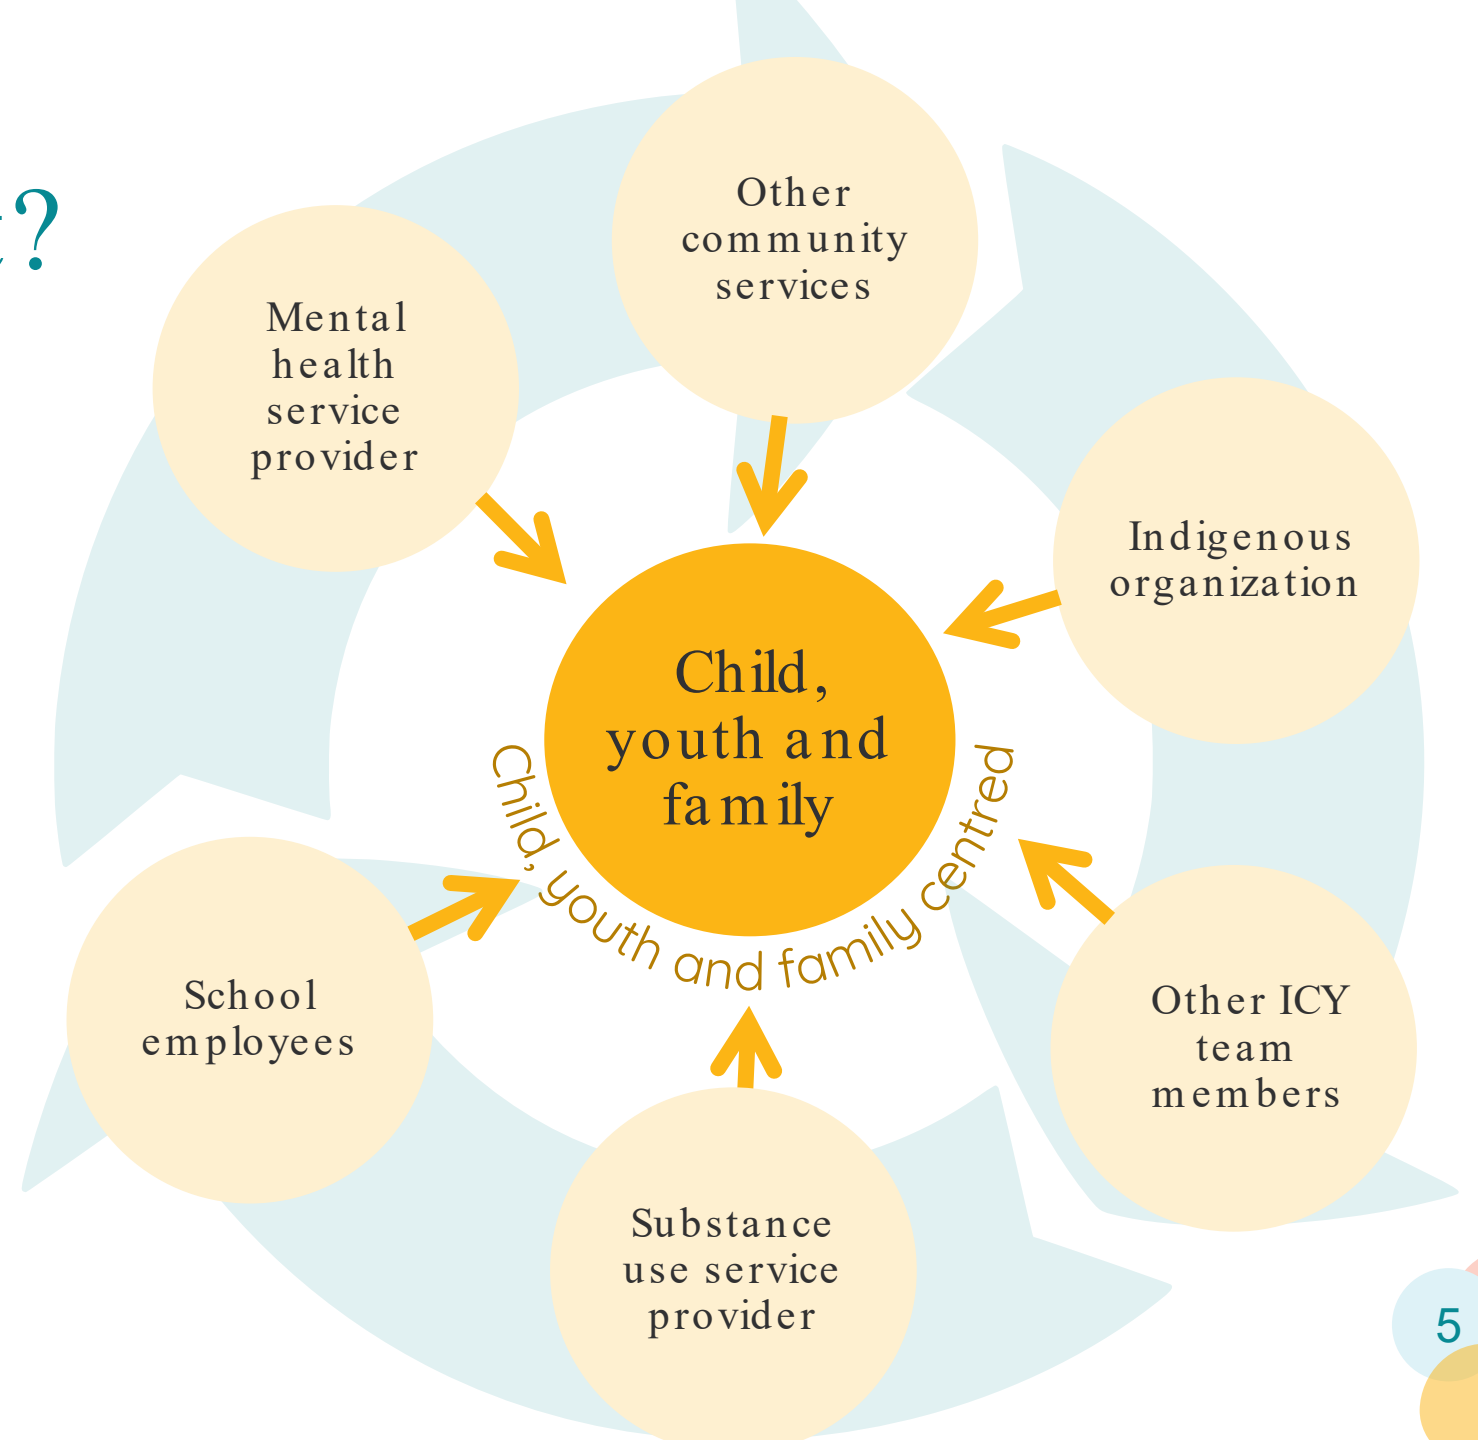 ?
Other
community
services
Mental
health
service
provider
Indigenous
organization
Child,
youth and
family
Child, youth and family centred
School
employees
Other ICY
team
members
Substance
use service
provider
5